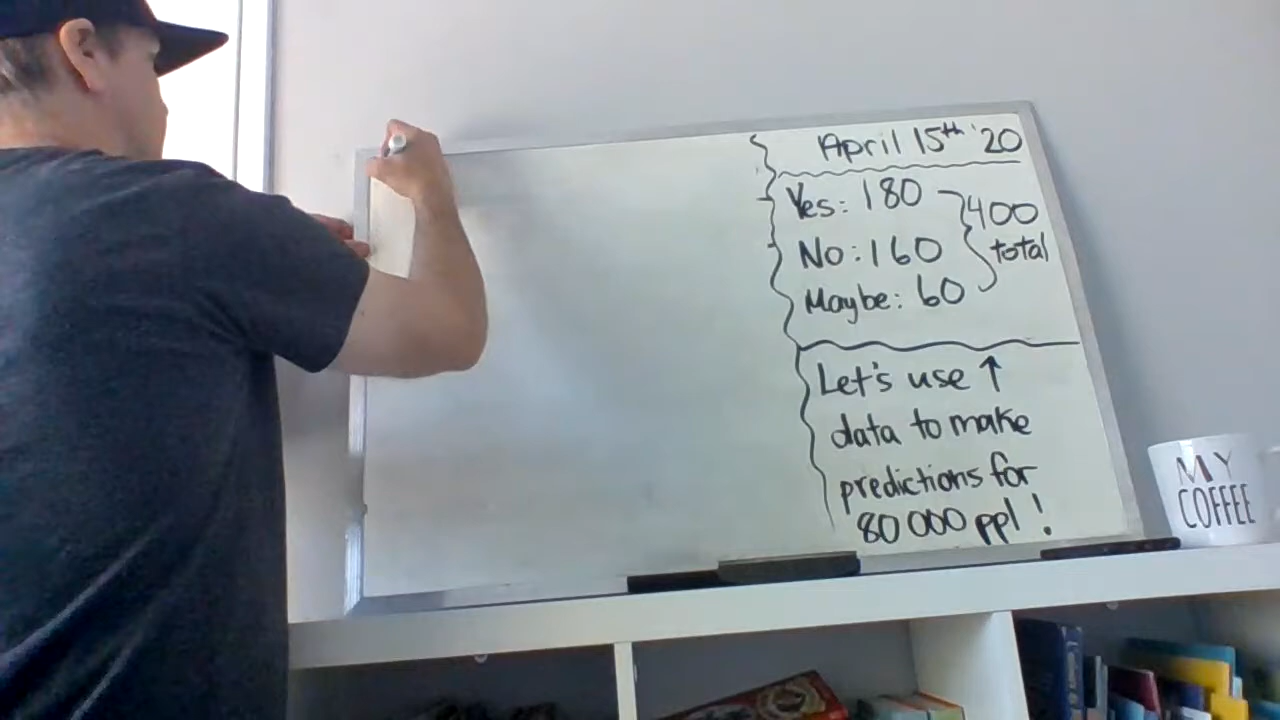 April 15th '20
Yes: 180
No: 160
Maybe: 60
400
total
Let's use ↑
data to make
predictions for
80 000 ppl !
MY
COFFEE